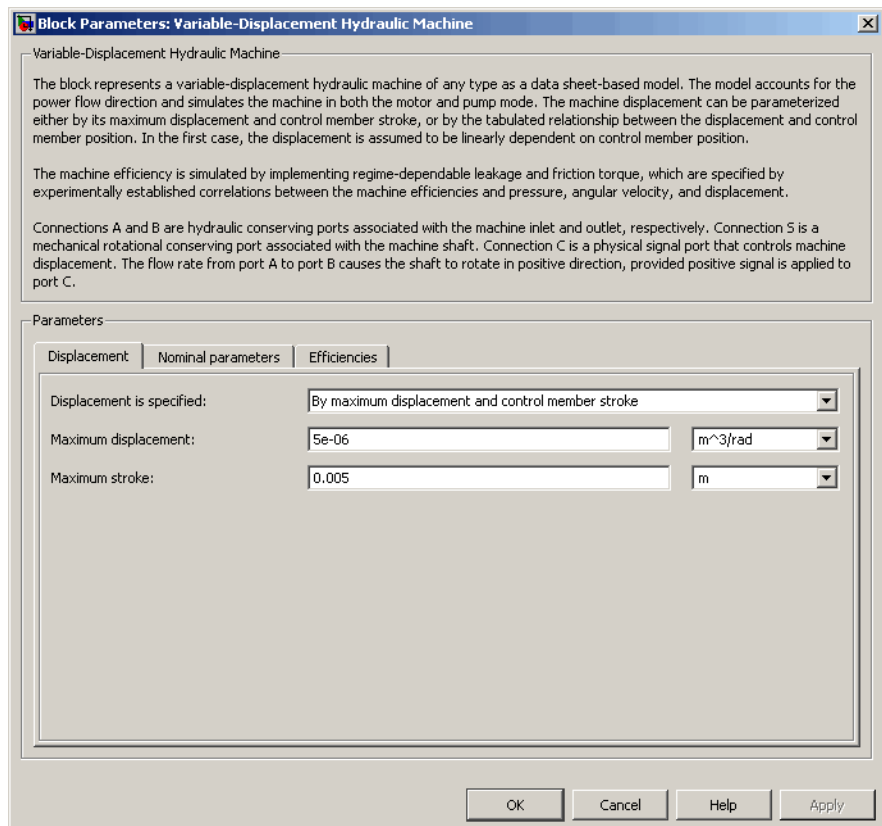 Block Parameters: Variable-Displacement Hydraulic Machine
Variable-Displacement Hydraulic Machine
The block represents a variable-displacement hydraulic machine of any type as a data sheet-based model. The model accounts for the
power flow direction and simulates the machine in both the motor and pump mode. The machine displacement can be parameterized
either by its maximum displacement and control member stroke, or by the tabulated relationship between the displacement and control
member position. In the first case, the displacement is assumed to be linearly dependent on control member position.
The machine efficiency is simulated by implementing regime-dependable leakage and friction torque, which are specified by
experimentally established correlations between the machine efficiencies and pressure, angular velocity, and displacement.
Connections A and B are hydraulic conserving ports associated with the machine inlet and outlet, respectively. Connection S is a
mechanical rotational conserving port associated with the machine shaft. Connection C is a physical signal port that controls machine
displacement. The flow rate from port A to port B causes the shaft to rotate in positive direction, provided positive signal is applied to
port C.
Parameters
Displacement Nominal parameters Efficiencies
Displacement is specified: By maximum displacement and control member stroke
Maximum displacement: 5e-06 m^3/rad
Maximum stroke: 0.005 m
OK Cancel Help Apply